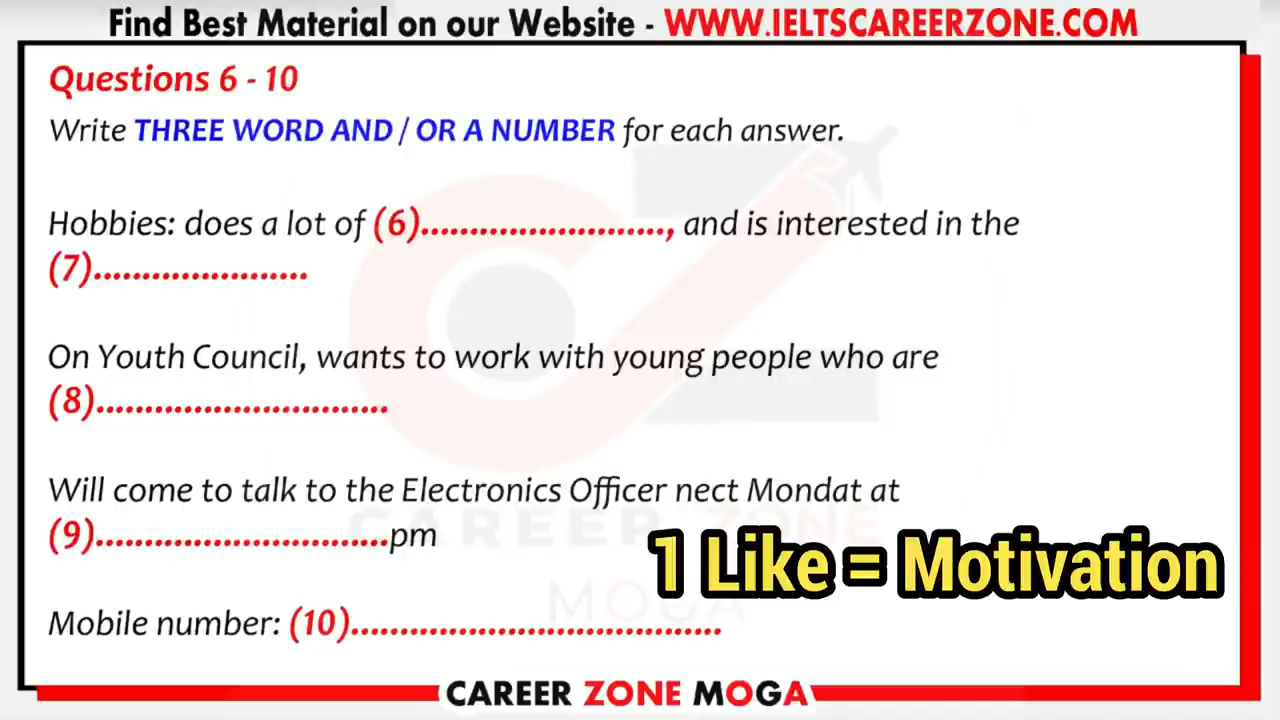 Find Best Material on our Website - WWW.IELTSCAREERZONE.COM
Questions 6 - 10
Write THREE WORD AND / OR A NUMBER for each answer.
Hobbies: does a lot of (6)........................., and is interested in the
(7)......................
On Youth Council, wants to work with young people who are
(8)..............................
Will come to talk to the Electronics Officer nect Mondat at
(9)..............................pm
1 Like = Motivation
Mobile number: (10)......................................
CAREER ZONE
MOGA
CAREER ZONE MOGA